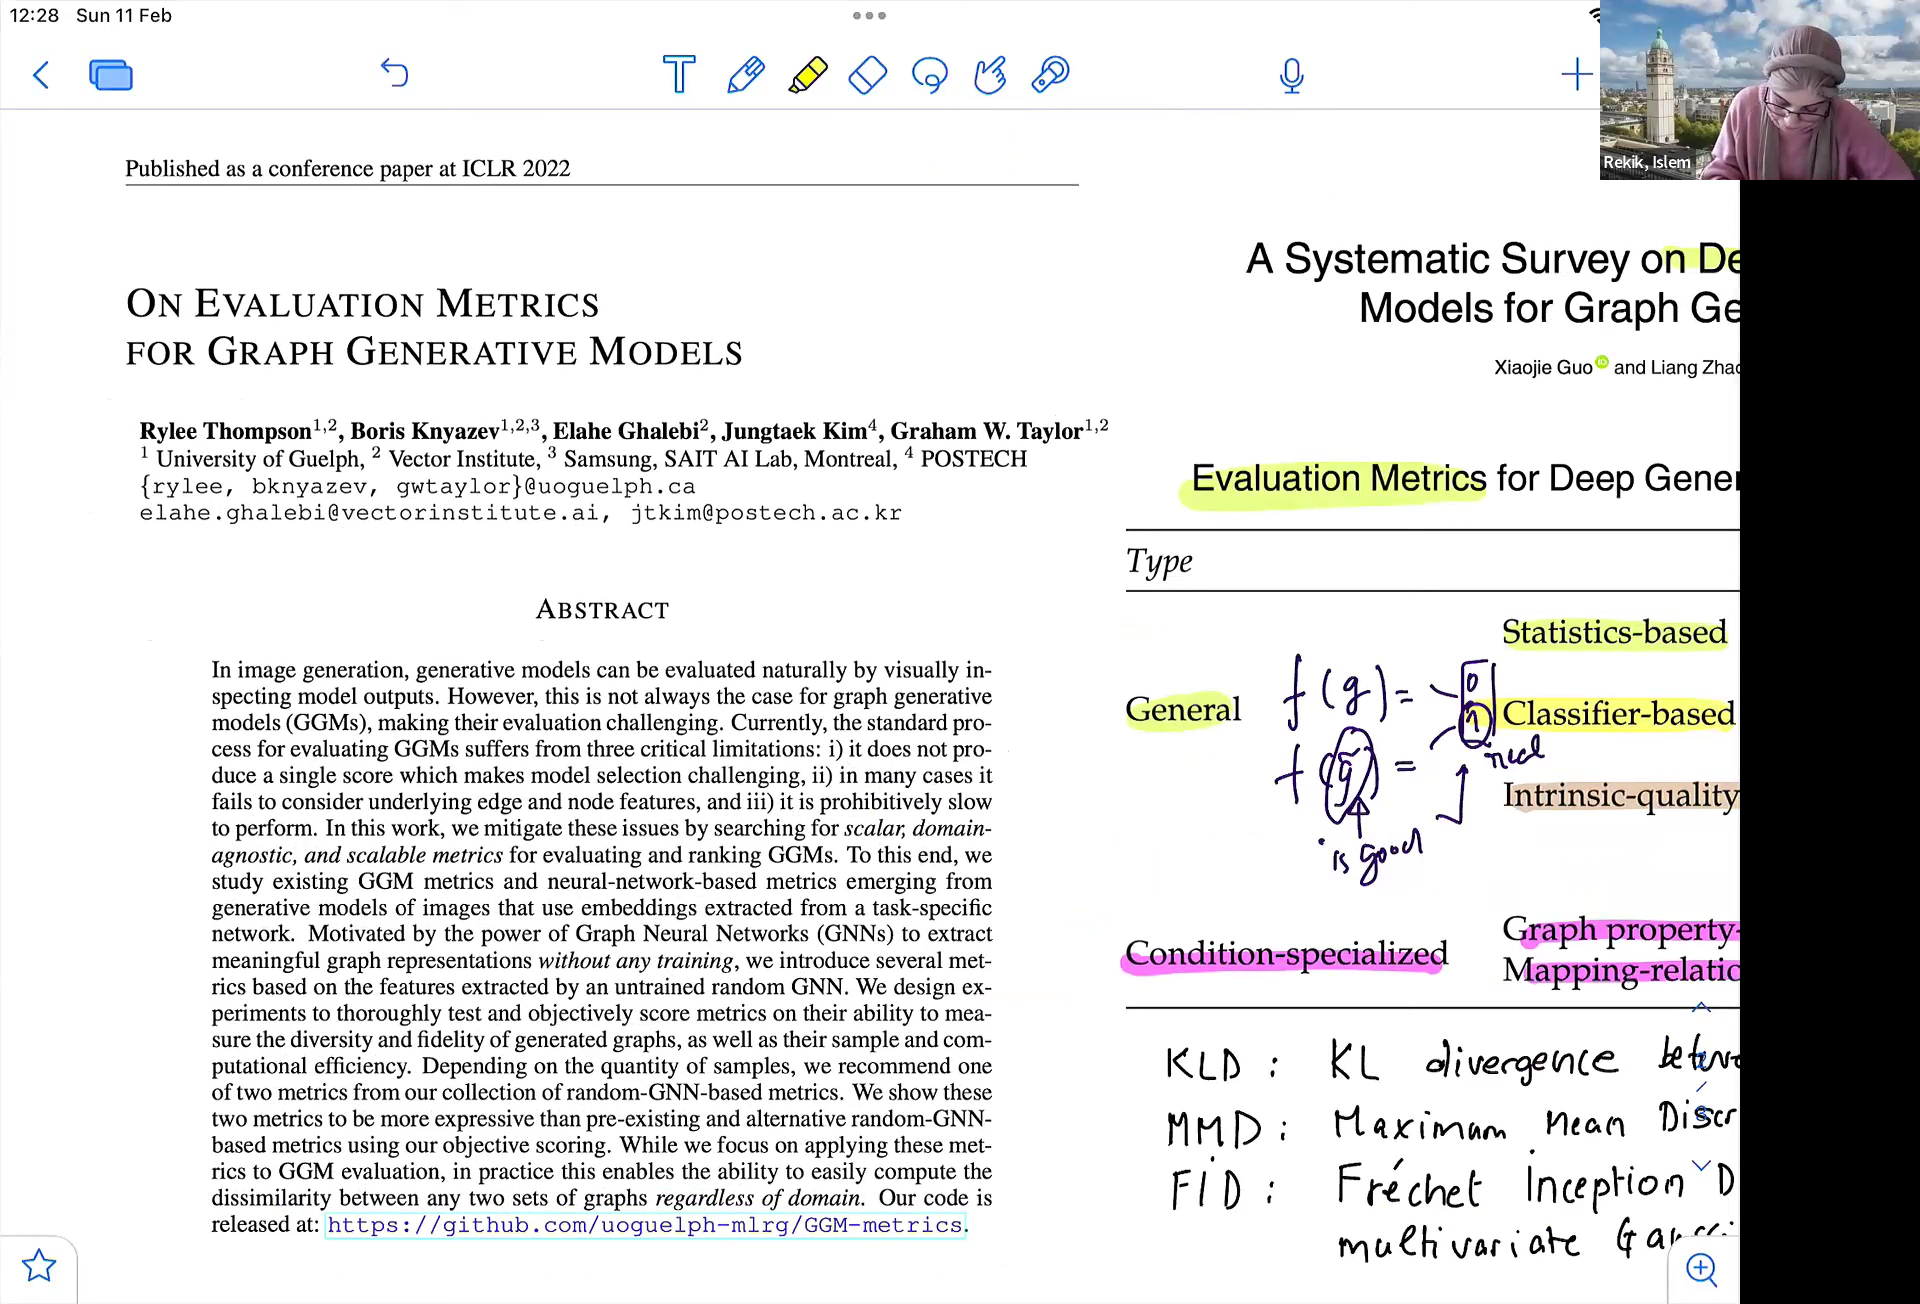 12:28 Sun 11 Feb
Rekik, Islem
Published as a conference paper at ICLR 2022
ON EVALUATION METRICS
FOR GRAPH GENERATIVE MODELS
Rylee Thompson1,2, Boris Knyazev1,2,3, Elahe Ghalebi2, Jungtaek Kim4, Graham W. Taylor1,2
1 University of Guelph, 2 Vector Institute, 3 Samsung, SAIT AI Lab, Montreal, 4 POSTECH
{rylee, bknyazev, gwtaylor}@uoguelph.ca
elahe.ghalebi@vectorinstitute.ai, jtkim@postech.ac.kr
ABSTRACT
In image generation, generative models can be evaluated naturally by visually in-
specting model outputs. However, this is not always the case for graph generative
models (GGMs), making their evaluation challenging. Currently, the standard pro-
cess for evaluating GGMs suffers from three critical limitations: i) it does not pro-
duce a single score which makes model selection challenging, ii) in many cases it
fails to consider underlying edge and node features, and iii) it is prohibitively slow
to perform. In this work, we mitigate these issues by searching for scalar, domain-
agnostic, and scalable metrics for evaluating and ranking GGMs. To this end, we
study existing GGM metrics and neural-network-based metrics emerging from
generative models of images that use embeddings extracted from a task-specific
network. Motivated by the power of Graph Neural Networks (GNNs) to extract
meaningful graph representations without any training, we introduce several met-
rics based on the features extracted by an untrained random GNN. We design ex-
periments to thoroughly test and objectively score metrics on their ability to mea-
sure the diversity and fidelity of generated graphs, as well as their sample and com-
putational efficiency. Depending on the quantity of samples, we recommend one
of two metrics from our collection of random-GNN-based metrics. We show these
two metrics to be more expressive than pre-existing and alternative random-GNN-
based metrics using our objective scoring. While we focus on applying these met-
rics to GGM evaluation, in practice this enables the ability to easily compute the
dissimilarity between any two sets of graphs regardless of domain. Our code is
released at: https://github.com/uoguelph-mlrg/GGM-metrics.
A Systematic Survey on De
Models for Graph Ge
Xiaojie Guo and Liang Zhao
Evaluation Metrics for Deep Gener
Type
Statistics-based
General
f(g) =
0
1
Classifier-based
real
f(g̃) =
Intrinsic-quality
is good
Condition-specialized
Graph property-
Mapping-relatio
KLD : KL divergence betwe
MMD : Maximum Mean Discr
FID : Fréchet Inception D
multivariate Gaussi